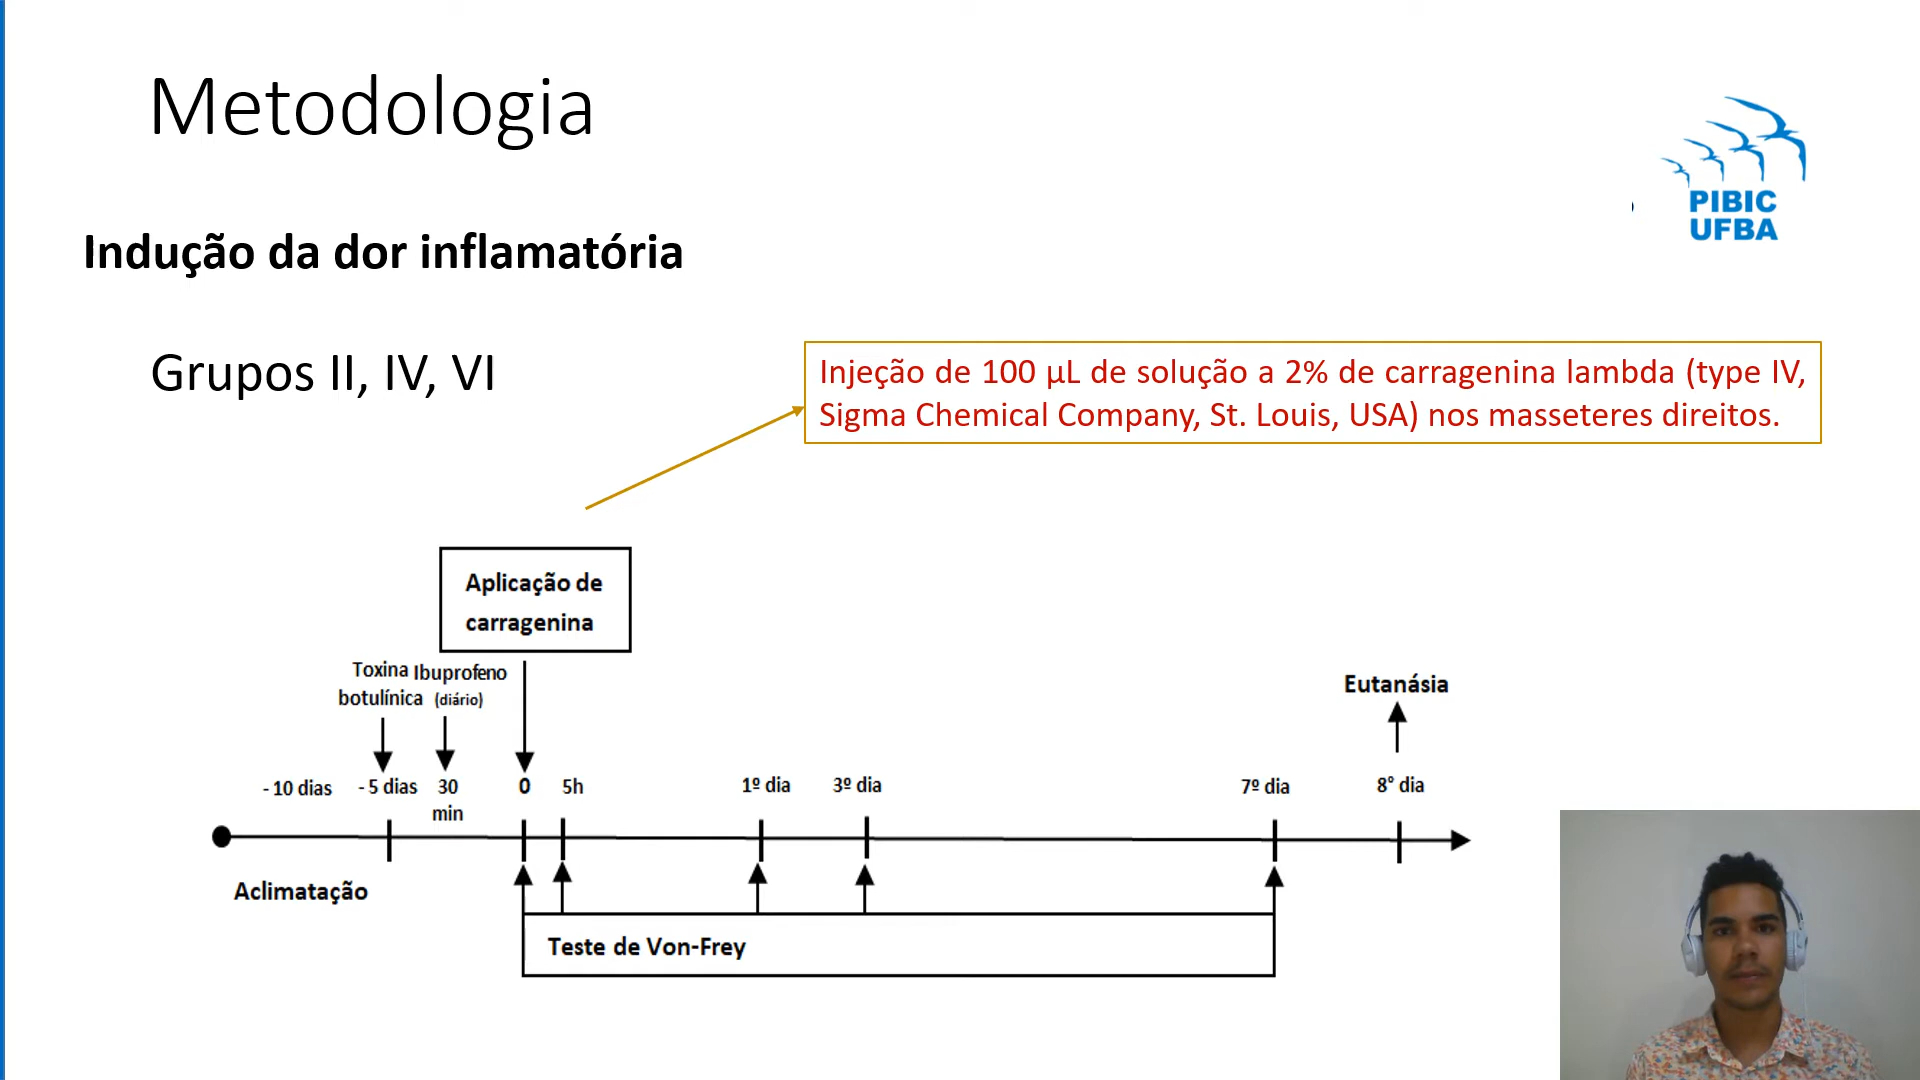 Metodologia
PIBIC
UFBA
Indução da dor inflamatória
Grupos II, IV, VI
Injeção de 100 µL de solução a 2% de carragenina lambda (type IV,
Sigma Chemical Company, St. Louis, USA) nos masseteres direitos.
Aplicação de
carragenina
Toxina
botulínica
Ibuprofeno
(diário)
Eutanásia
- 10 dias
- 5 dias
30
min
0
5h
1º dia
3º dia
7º dia
8° dia
Aclimatação
Teste de Von-Frey